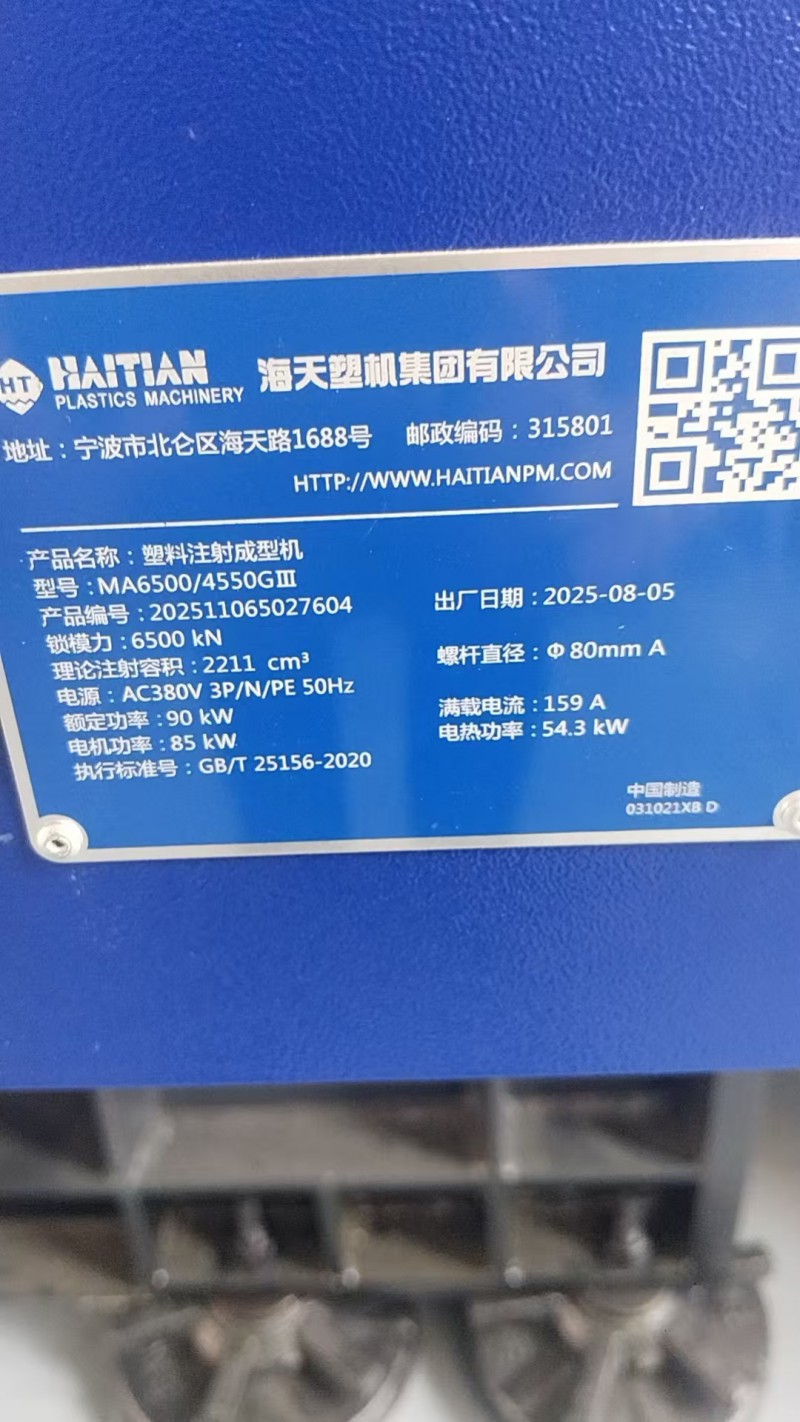 HT HAITIAN 海天塑机集团有限公司
PLASTICS MACHINERY
地址：宁波市北仑区海天路1688号 邮政编码：315801
HTTP://WWW.HAITIANPM.COM
产品名称：塑料注射成型机
型号：MA6500/4550GⅢ
产品编号：202511065027604 出厂日期：2025-08-05
锁模力：6500 kN
理论注射容积：2211 cm³ 螺杆直径：Φ80mm A
电源：AC380V 3P/N/PE 50Hz
额定功率：90 kW 满载电流：159 A
电机功率：85 kW 电热功率：54.3 kW
执行标准号：GB/T 25156-2020
中国制造
031021XB D